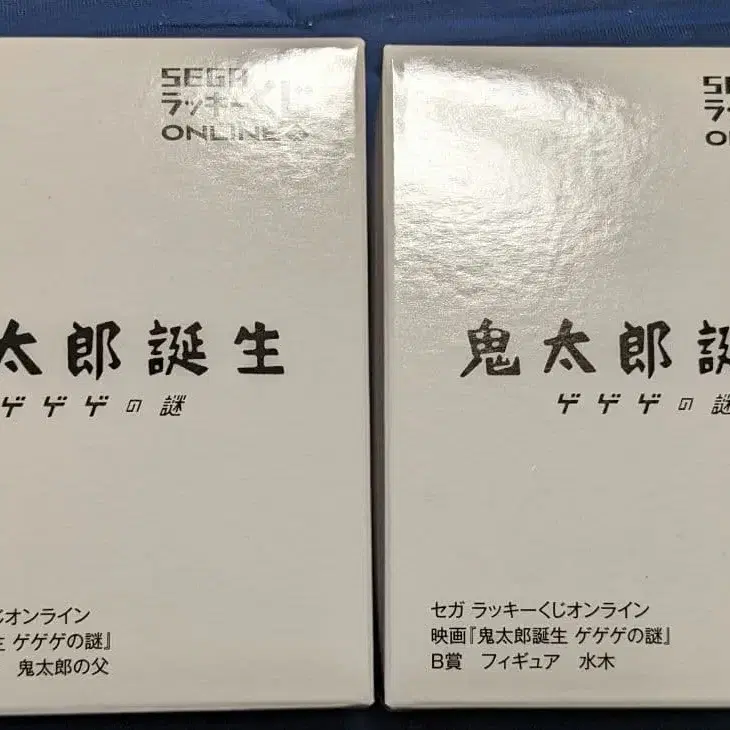 SEGA
ラッキーくじ
ONLINE
太郎誕生
ゲゲゲの謎
じオンライン
生 ゲゲゲの謎』
鬼太郎の父
SE
ラッ
鬼太郎誕
ゲゲゲの謎
セガ ラッキーくじオンライン
映画『鬼太郎誕生 ゲゲゲの謎』
B賞 フィギュア 水木